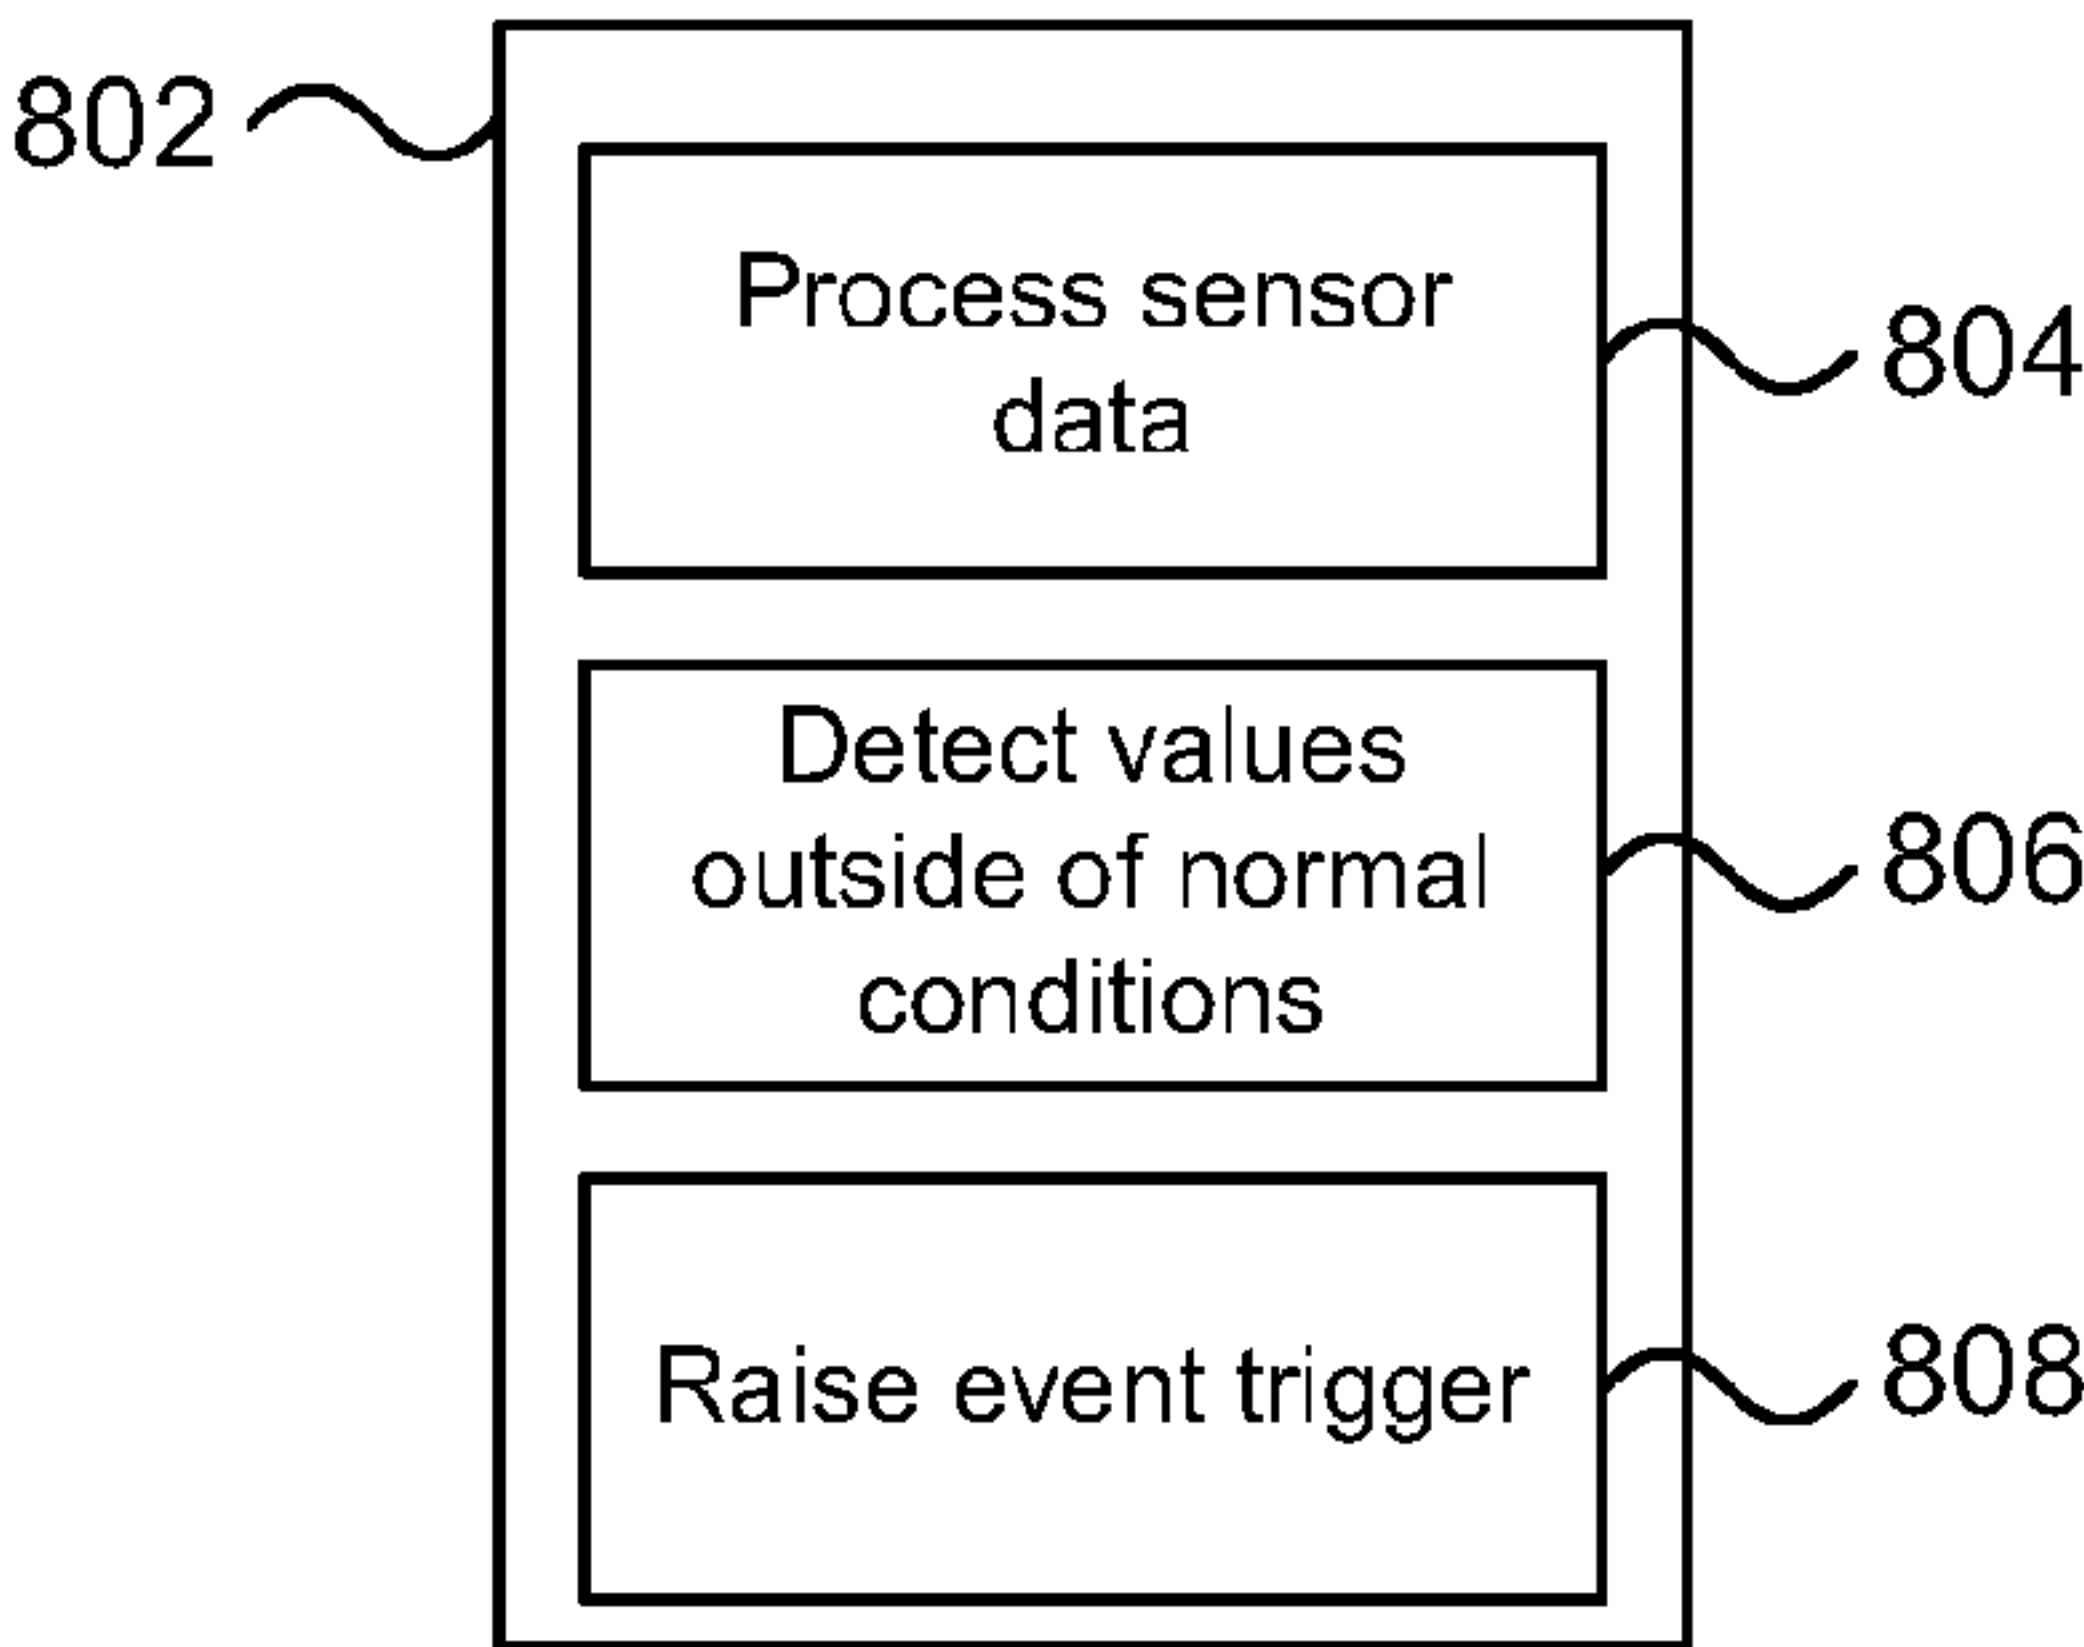 802
Process sensor
data
804
Detect values
outside of normal
conditions
806
Raise event trigger
808